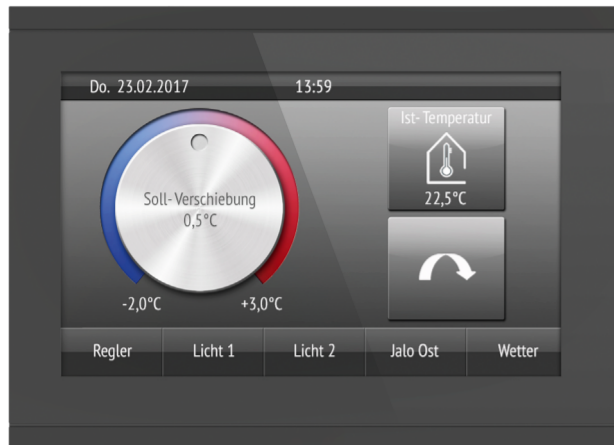 Do. 23.02.2017 13:59
Ist-Temperatur
22,5°C
Soll-Verschiebung
0,5°C
-2,0°C +3,0°C
Regler Licht 1 Licht 2 Jalo Ost Wetter